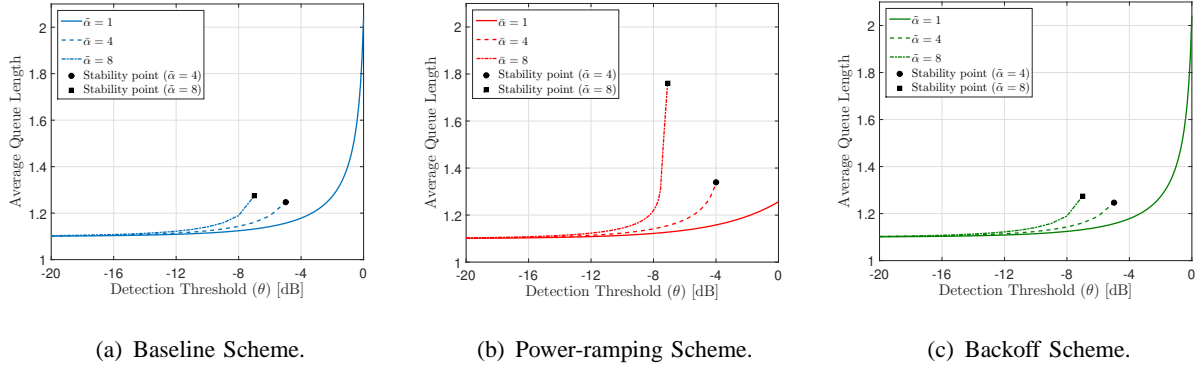 α̃ = 1
α̃ = 4
α̃ = 8
Stability point (α̃ = 4)
Stability point (α̃ = 8)
2
1.8
1.6
1.4
1.2
1
Average Queue Length
-20 -16 -12 -8 -4 0
Detection Threshold (θ) [dB]
(a) Baseline Scheme.
α̃ = 1
α̃ = 4
α̃ = 8
Stability point (α̃ = 4)
Stability point (α̃ = 8)
2
1.8
1.6
1.4
1.2
1
Average Queue Length
-20 -16 -12 -8 -4 0
Detection Threshold (θ) [dB]
(b) Power-ramping Scheme.
α̃ = 1
α̃ = 4
α̃ = 8
Stability point (α̃ = 4)
Stability point (α̃ = 8)
2
1.8
1.6
1.4
1.2
1
Average Queue Length
-20 -16 -12 -8 -4 0
Detection Threshold (θ) [dB]
(c) Backoff Scheme.